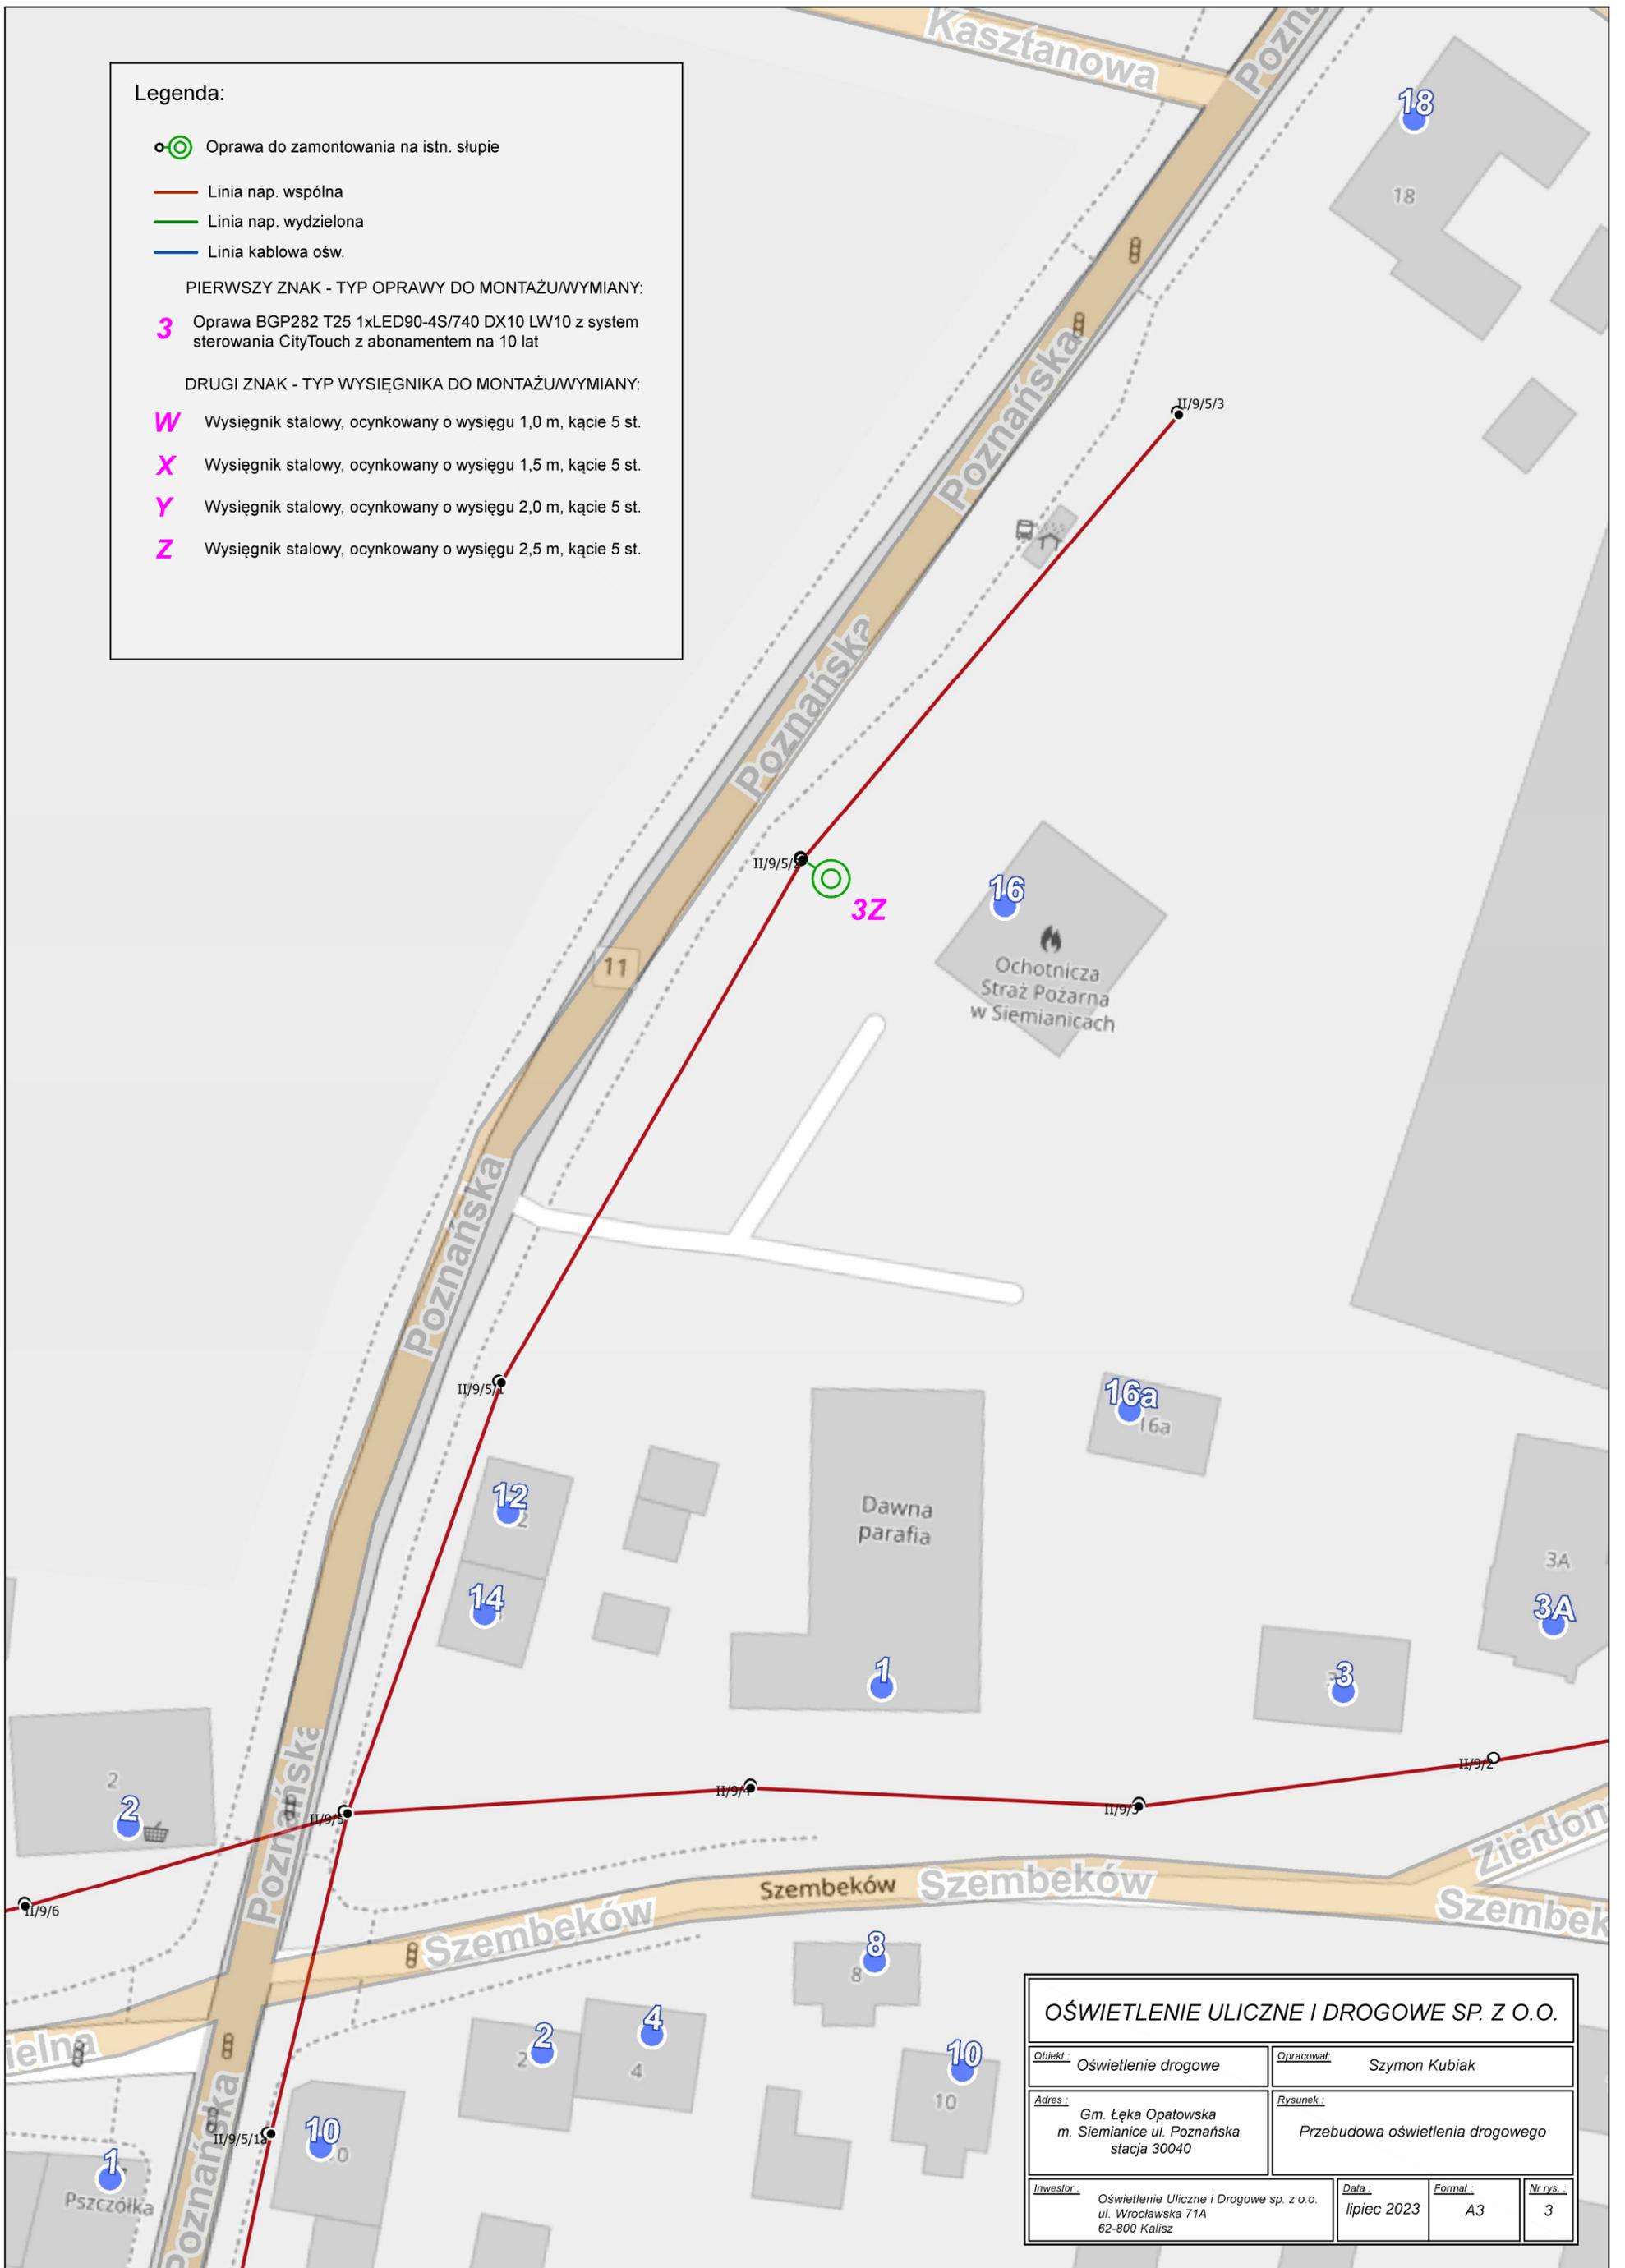 Kasztanowa
Legenda:
Oprawa do zamontowania na istn. słupie
Linia nap. wspólna
Linia nap. wydzielona
Linia kablowa ośw.
PIERWSZY ZNAK - TYP OPRAWY DO MONTAŻU/WYMIANY:
3 Oprawa BGP282 T25 1xLED90-4S/740 DX10 LW10 z system
sterowania CityTouch z abonamentem na 10 lat
DRUGI ZNAK - TYP WYSIĘGNIKA DO MONTAŻU/WYMIANY:
W Wysięgnik stalowy, ocynkowany o wysięgu 1,0 m, kącie 5 st.
X Wysięgnik stalowy, ocynkowany o wysięgu 1,5 m, kącie 5 st.
Y Wysięgnik stalowy, ocynkowany o wysięgu 2,0 m, kącie 5 st.
Z Wysięgnik stalowy, ocynkowany o wysięgu 2,5 m, kącie 5 st.
18
18
Poznańska
II/9/5/3
Poznańska
II/9/5/2
3Z
16
Ochotnicza
Straż Pożarna
w Siemianicach
11
Poznańska
II/9/5/1
16a
16a
12
14
Dawna
parafia
1
3A
3A
3
2
2
Poznańska
II/9/5
II/9/4
II/9/3
II/9/2
II/9/6
Szembeków
Szembeków
Szembeków
Szembek
ielna
8
8
2
2
4
4
10
10
10
II/9/5/1a
1
Pszczółka
Poznańska
OŚWIETLENIE ULICZNE I DROGOWE SP. Z O.O.
Obiekt : Oświetlenie drogowe
Opracował: Szymon Kubiak
Adres :
Gm. Łęka Opatowska
m. Siemianice ul. Poznańska
stacja 30040
Rysunek :
Przebudowa oświetlenia drogowego
Inwestor :
Oświetlenie Uliczne i Drogowe sp. z o.o.
ul. Wrocławska 71A
62-800 Kalisz
Data :
lipiec 2023
Format :
A3
Nr rys. :
3